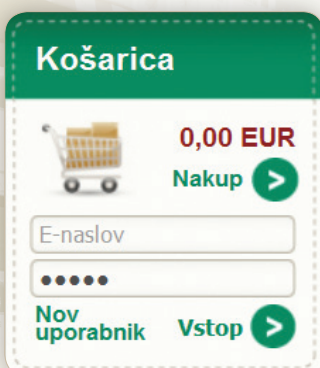 Košarica
0,00 EUR
Nakup >
E-naslov
•••••
Nov
uporabnik
Vstop >